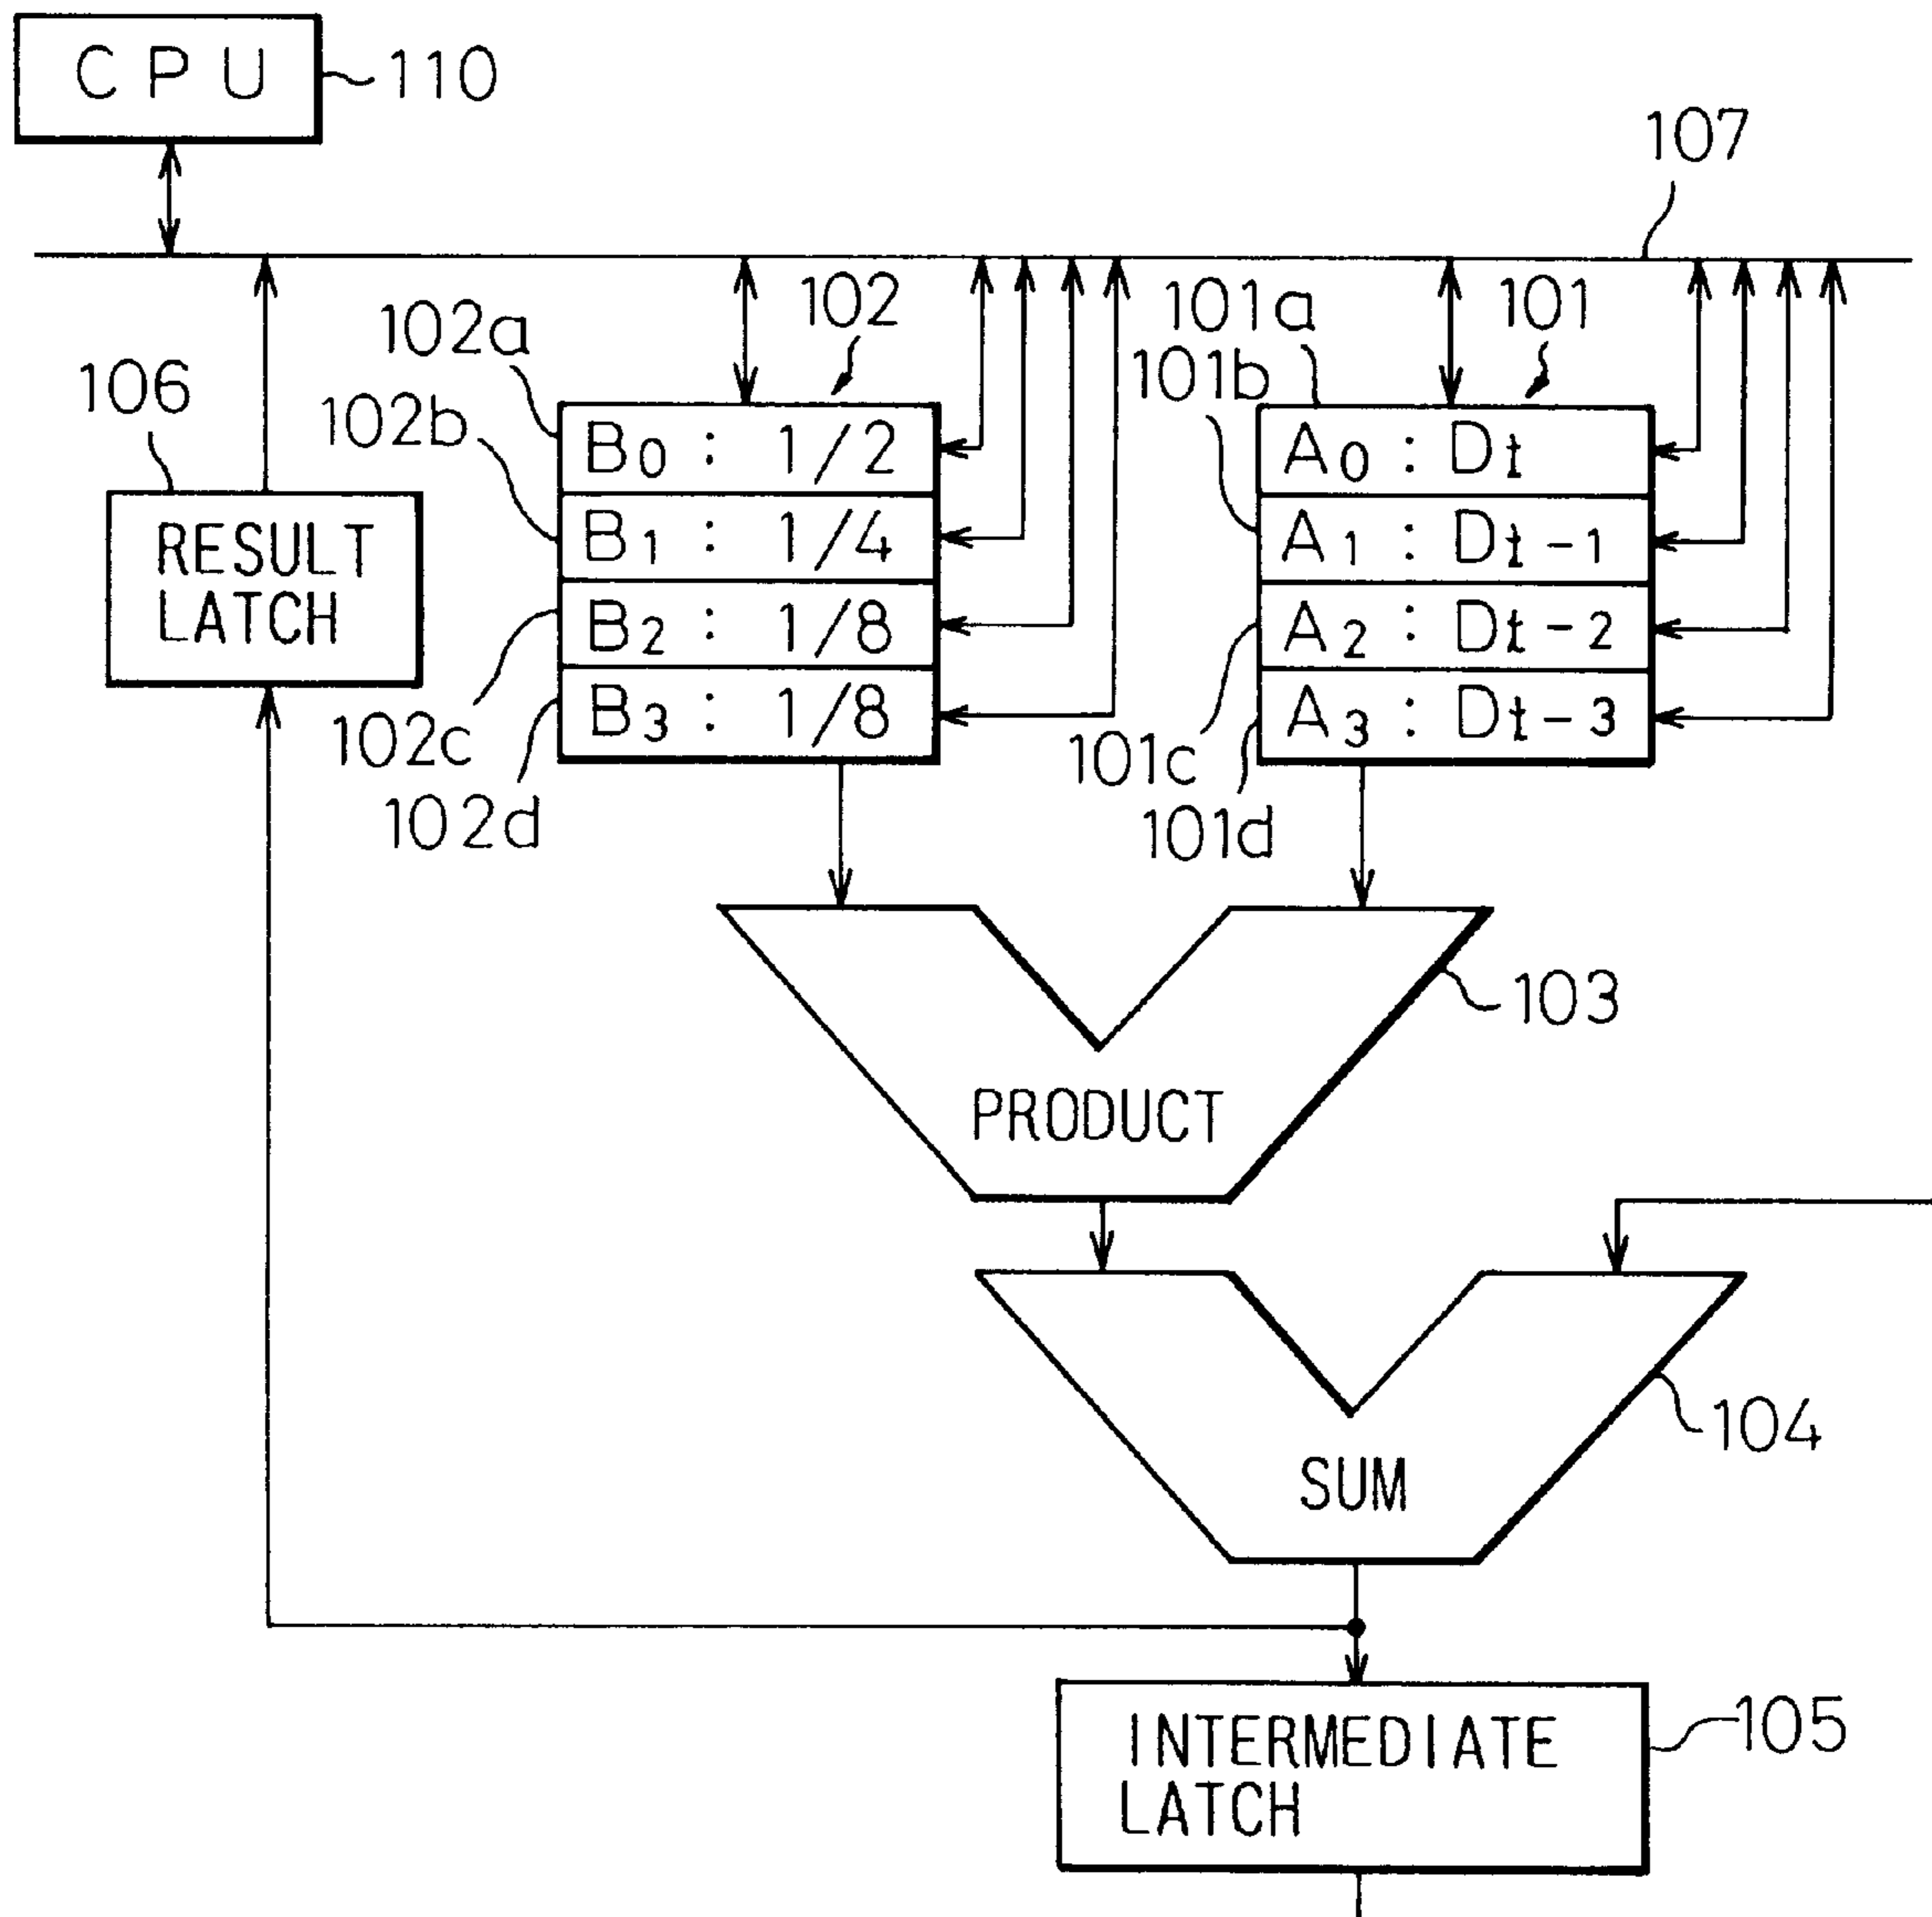 CPU
110
107
102
101a
101
102a
101b
106
102b
B0 : 1/2
A0 : Dt
RESULT
LATCH
B1 : 1/4
A1 : Dt-1
B2 : 1/8
A2 : Dt-2
B3 : 1/8
A3 : Dt-3
102c
101c
102d
101d
103
PRODUCT
104
SUM
105
INTERMEDIATE
LATCH